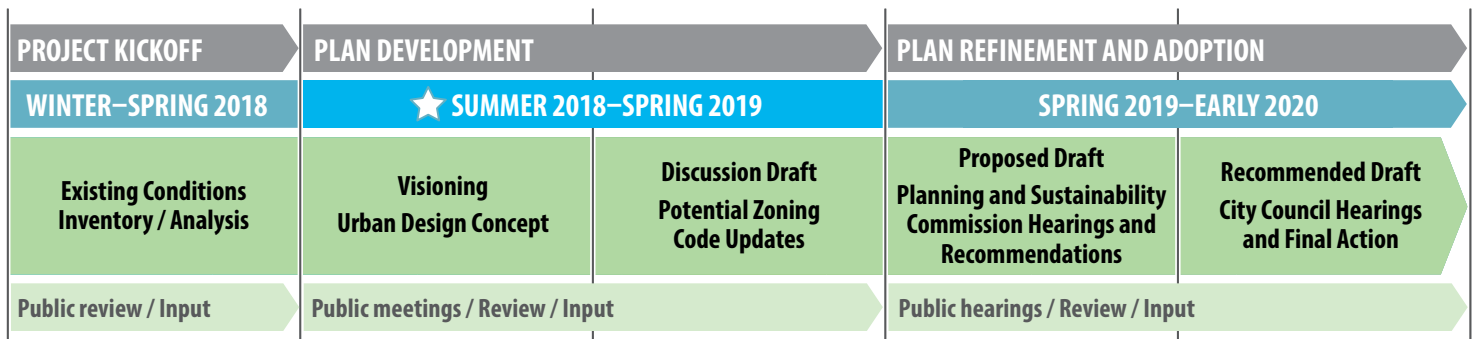 PROJECT KICKOFF
PLAN DEVELOPMENT
PLAN REFINEMENT AND ADOPTION
WINTER–SPRING 2018
SUMMER 2018–SPRING 2019
SPRING 2019–EARLY 2020
Existing Conditions
Inventory / Analysis
Visioning
Urban Design Concept
Discussion Draft
Potential Zoning
Code Updates
Proposed Draft
Planning and Sustainability
Commission Hearings and
Recommendations
Recommended Draft
City Council Hearings
and Final Action
Public review / Input
Public meetings / Review / Input
Public hearings / Review / Input